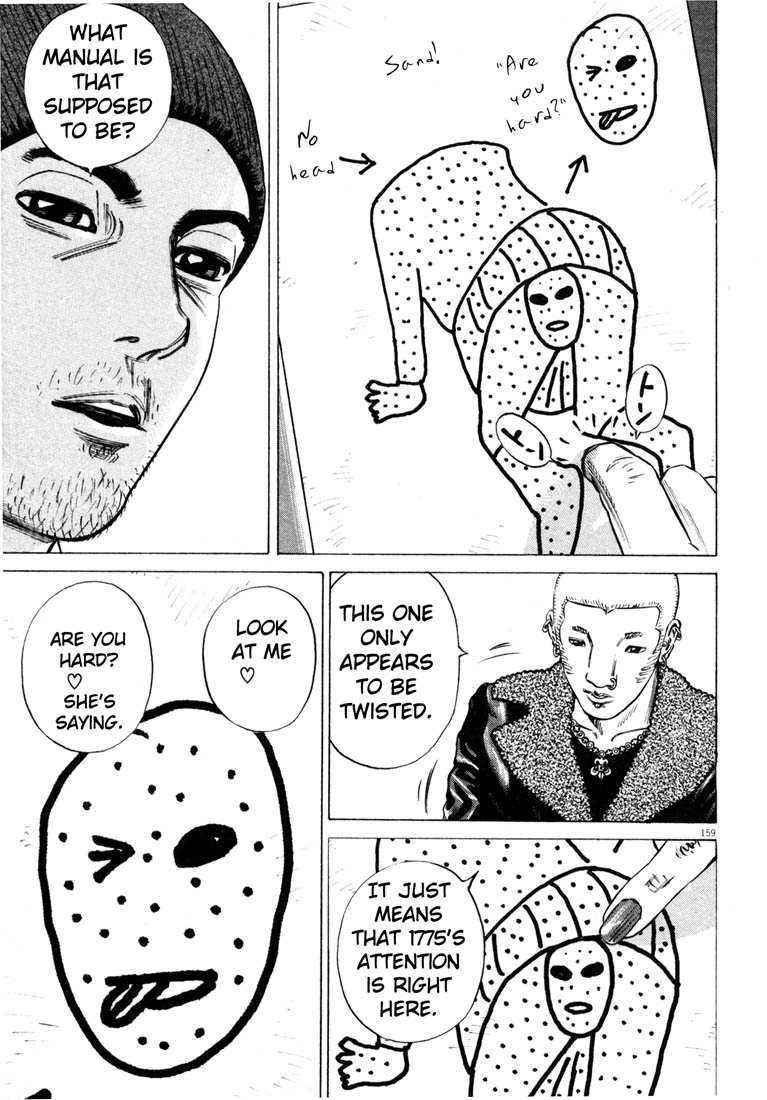 WHAT
MANUAL IS
THAT
SUPPOSED
TO BE?
Sand!
"Are
you
hard?"
No
head
トン
トン
ARE YOU
HARD?
♡
SHE'S
SAYING.
LOOK
AT ME
♡
THIS ONE
ONLY
APPEARS
TO BE
TWISTED.
159
IT JUST
MEANS
THAT 1775'S
ATTENTION
IS RIGHT
HERE.